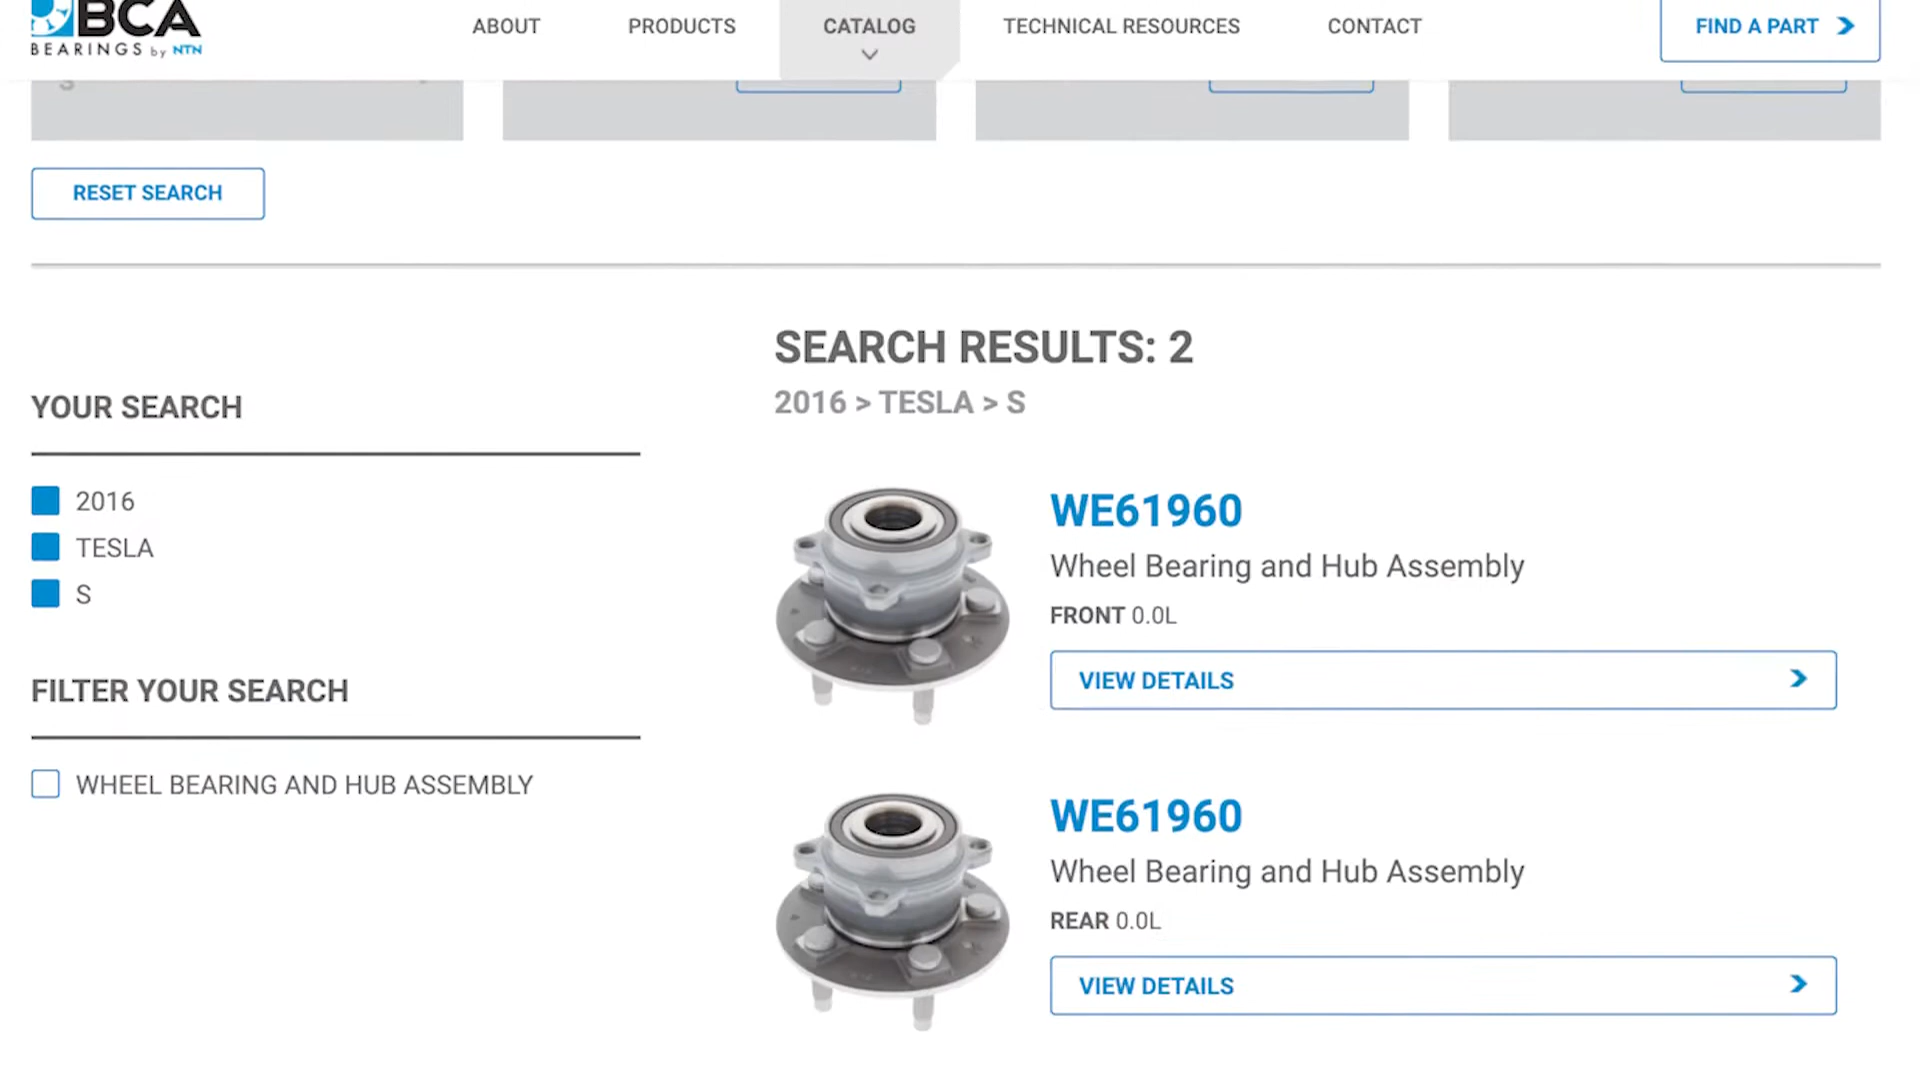 BCA
BEARINGS by NTN
ABOUT
PRODUCTS
CATALOG
TECHNICAL RESOURCES
CONTACT
FIND A PART
S
RESET SEARCH
SEARCH RESULTS: 2
2016 > TESLA > S
YOUR SEARCH
2016
TESLA
S
FILTER YOUR SEARCH
WHEEL BEARING AND HUB ASSEMBLY
WE61960
Wheel Bearing and Hub Assembly
FRONT 0.0L
VIEW DETAILS
WE61960
Wheel Bearing and Hub Assembly
REAR 0.0L
VIEW DETAILS